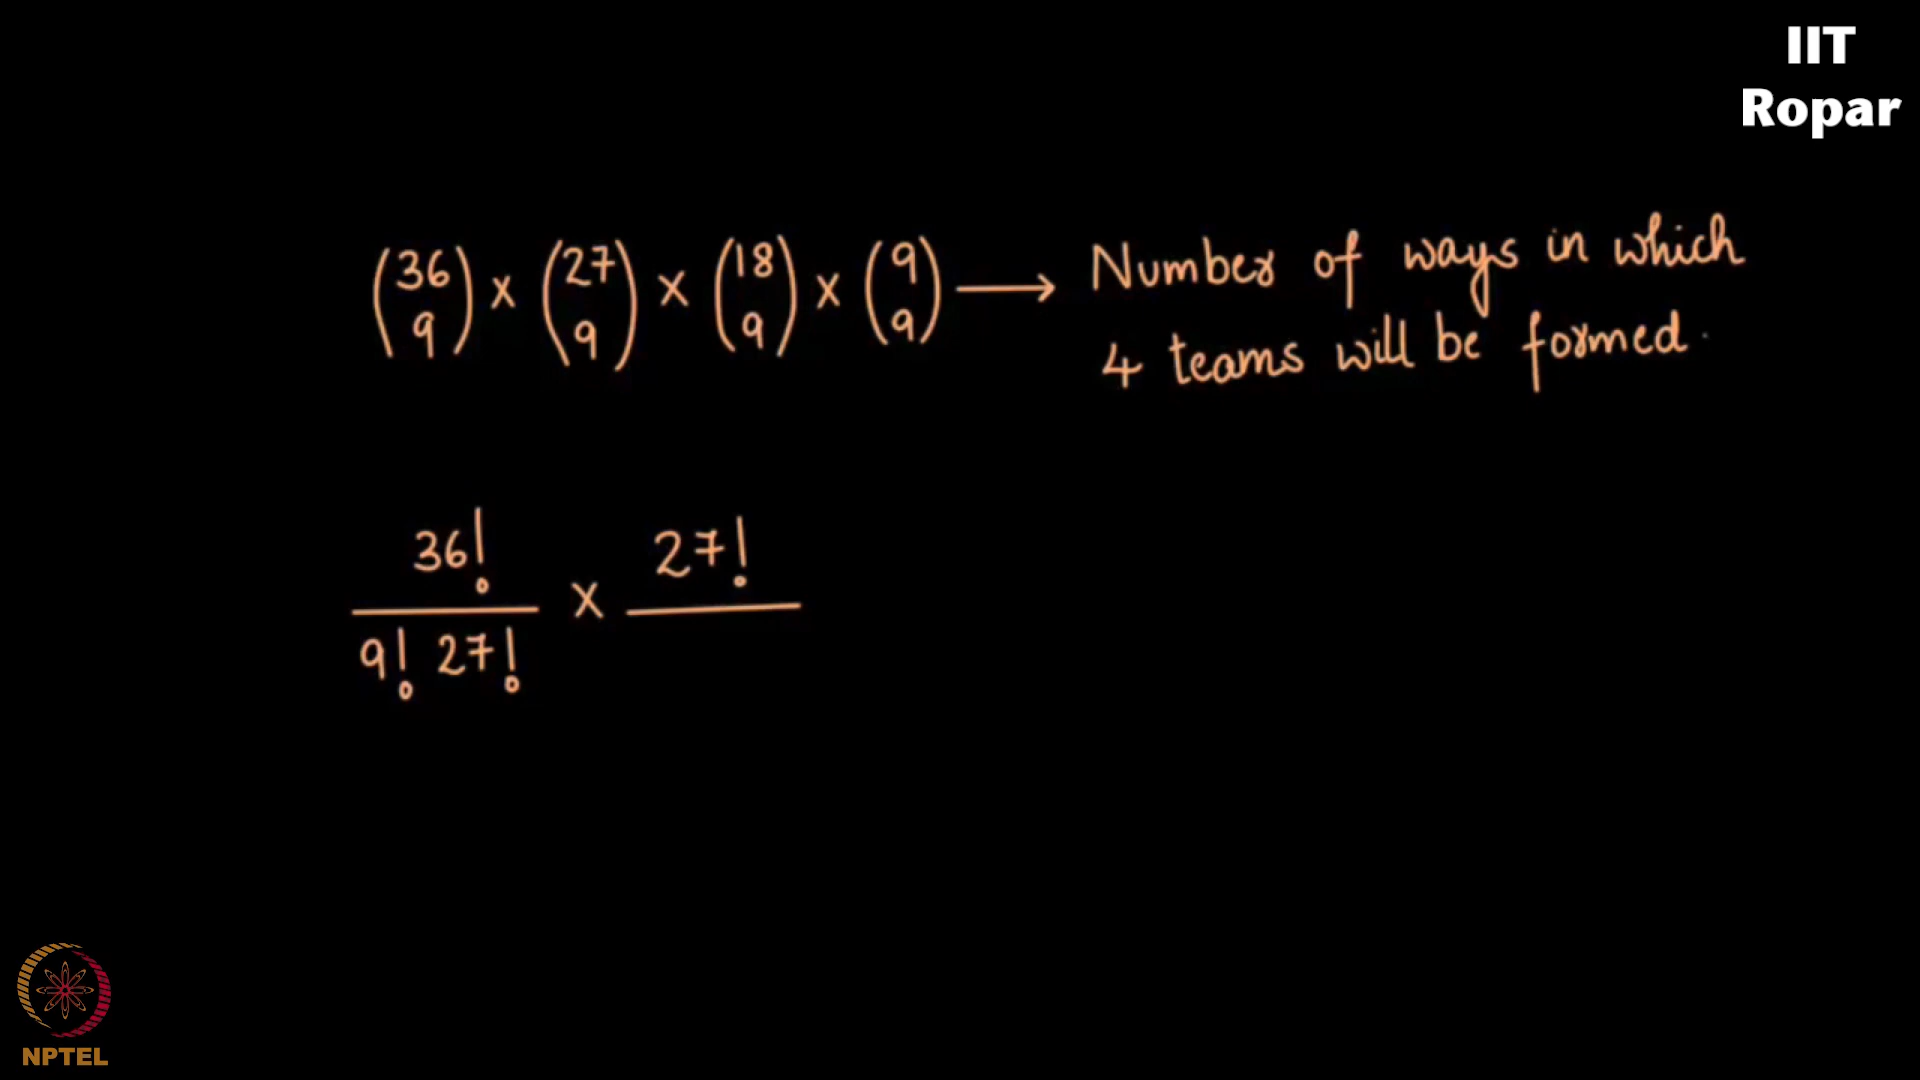 IIT
Ropar
(36 9) x (27 9) x (18 9) x (9 9) → Number of ways in which
4 teams will be formed.
36! / 9! 27! x 27! /
NPTEL